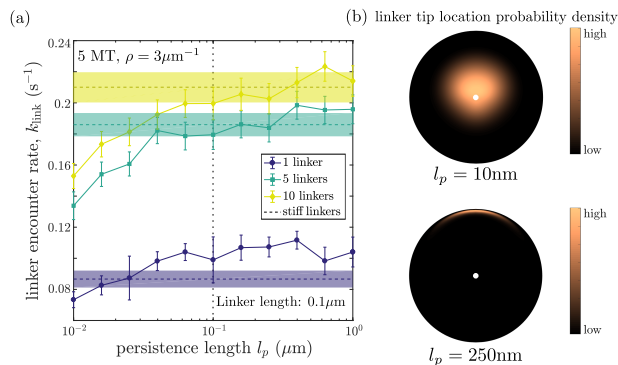 (a)
5 MT, ρ = 3μm⁻¹
linker encounter rate, k_link (s⁻¹)
0.24
0.2
0.16
0.12
0.08
1 linker
5 linkers
10 linkers
stiff linkers
Linker length: 0.1μm
10⁻² 10⁻¹ 10⁰
persistence length l_p (μm)
(b) linker tip location probability density
high
low
l_p = 10nm
high
low
l_p = 250nm